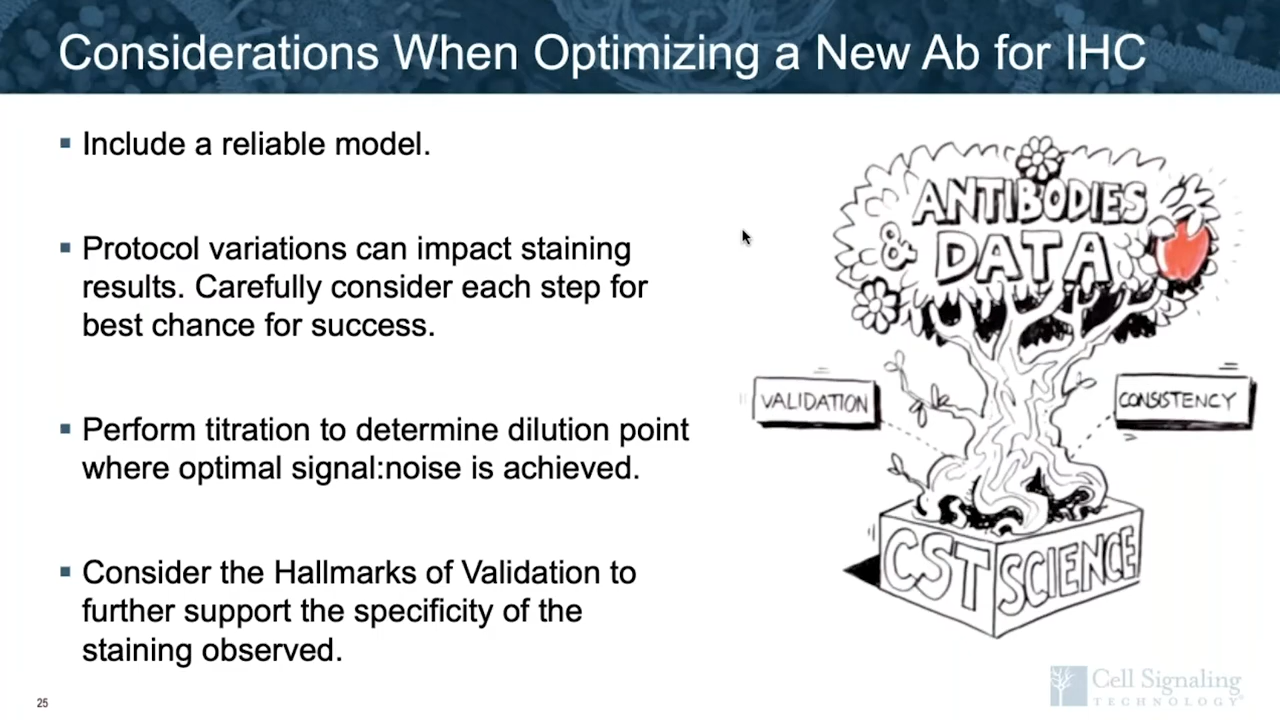 Considerations When Optimizing a New Ab for IHC
▪ Include a reliable model.
▪ Protocol variations can impact staining
results. Carefully consider each step for
best chance for success.
▪ Perform titration to determine dilution point
where optimal signal:noise is achieved.
▪ Consider the Hallmarks of Validation to
further support the specificity of the
staining observed.
ANTIBODIES
& DATA
VALIDATION
CONSISTENCY
CST SCIENCE
25
Cell Signaling
TECHNOLOGY®